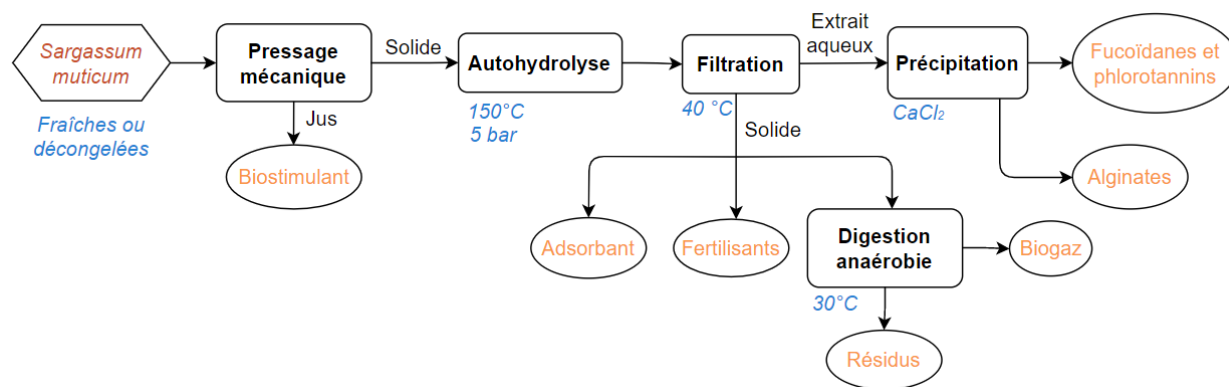 Sargassum
muticum
Fraîches ou
décongelées
Pressage
mécanique
Jus
Biostimulant
Solide
Autohydrolyse
150°C
5 bar
Filtration
40 °C
Solide
Adsorbant
Fertilisants
Digestion
anaérobie
30°C
Biogaz
Résidus
Extrait
aqueux
Précipitation
CaCl₂
Fucoïdanes et
phlorotannins
Alginates